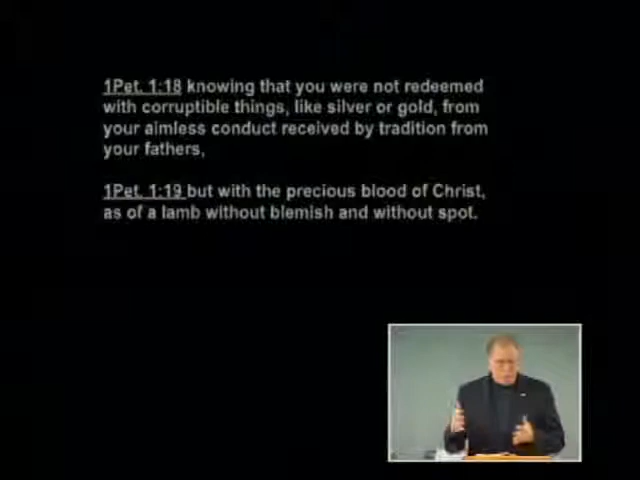 1Pet. 1:18 knowing that you were not redeemed
with corruptible things, like silver or gold, from
your aimless conduct received by tradition from
your fathers,
1Pet. 1:19 but with the precious blood of Christ,
as of a lamb without blemish and without spot.